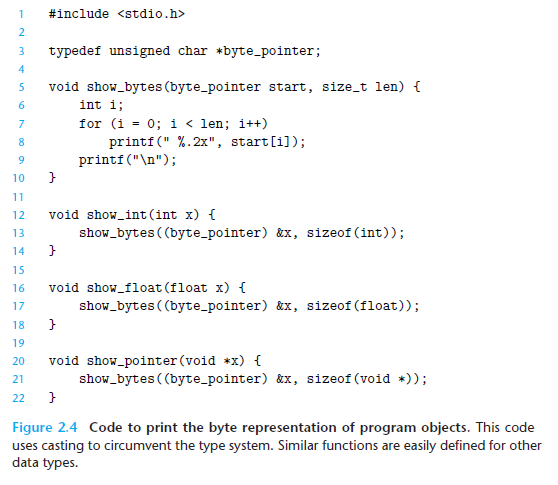 1 #include <stdio.h>
2
3 typedef unsigned char *byte_pointer;
4
5 void show_bytes(byte_pointer start, size_t len) {
6     int i;
7     for (i = 0; i < len; i++)
8         printf(" %.2x", start[i]);
9     printf("\n");
10 }
11
12 void show_int(int x) {
13     show_bytes((byte_pointer) &x, sizeof(int));
14 }
15
16 void show_float(float x) {
17     show_bytes((byte_pointer) &x, sizeof(float));
18 }
19
20 void show_pointer(void *x) {
21     show_bytes((byte_pointer) &x, sizeof(void *));
22 }
Figure 2.4 Code to print the byte representation of program objects. This code
uses casting to circumvent the type system. Similar functions are easily defined for other
data types.